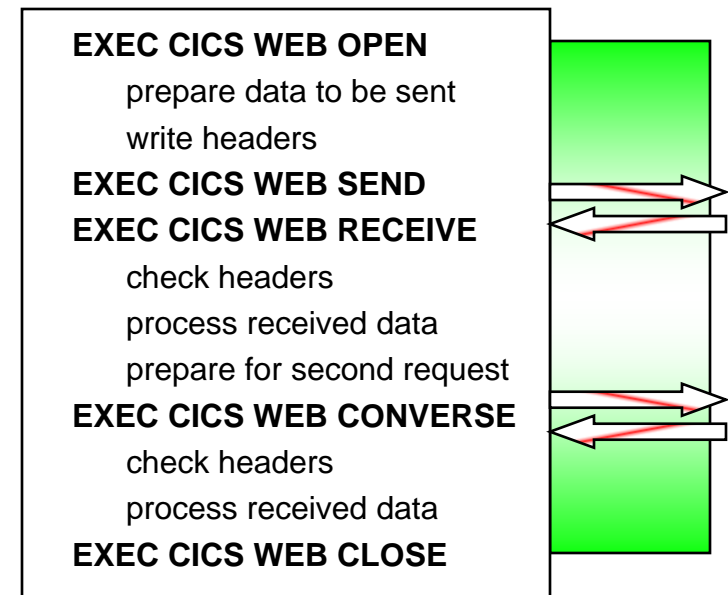 EXEC CICS WEB OPEN
prepare data to be sent
write headers
EXEC CICS WEB SEND
EXEC CICS WEB RECEIVE
check headers
process received data
prepare for second request
EXEC CICS WEB CONVERSE
check headers
process received data
EXEC CICS WEB CLOSE